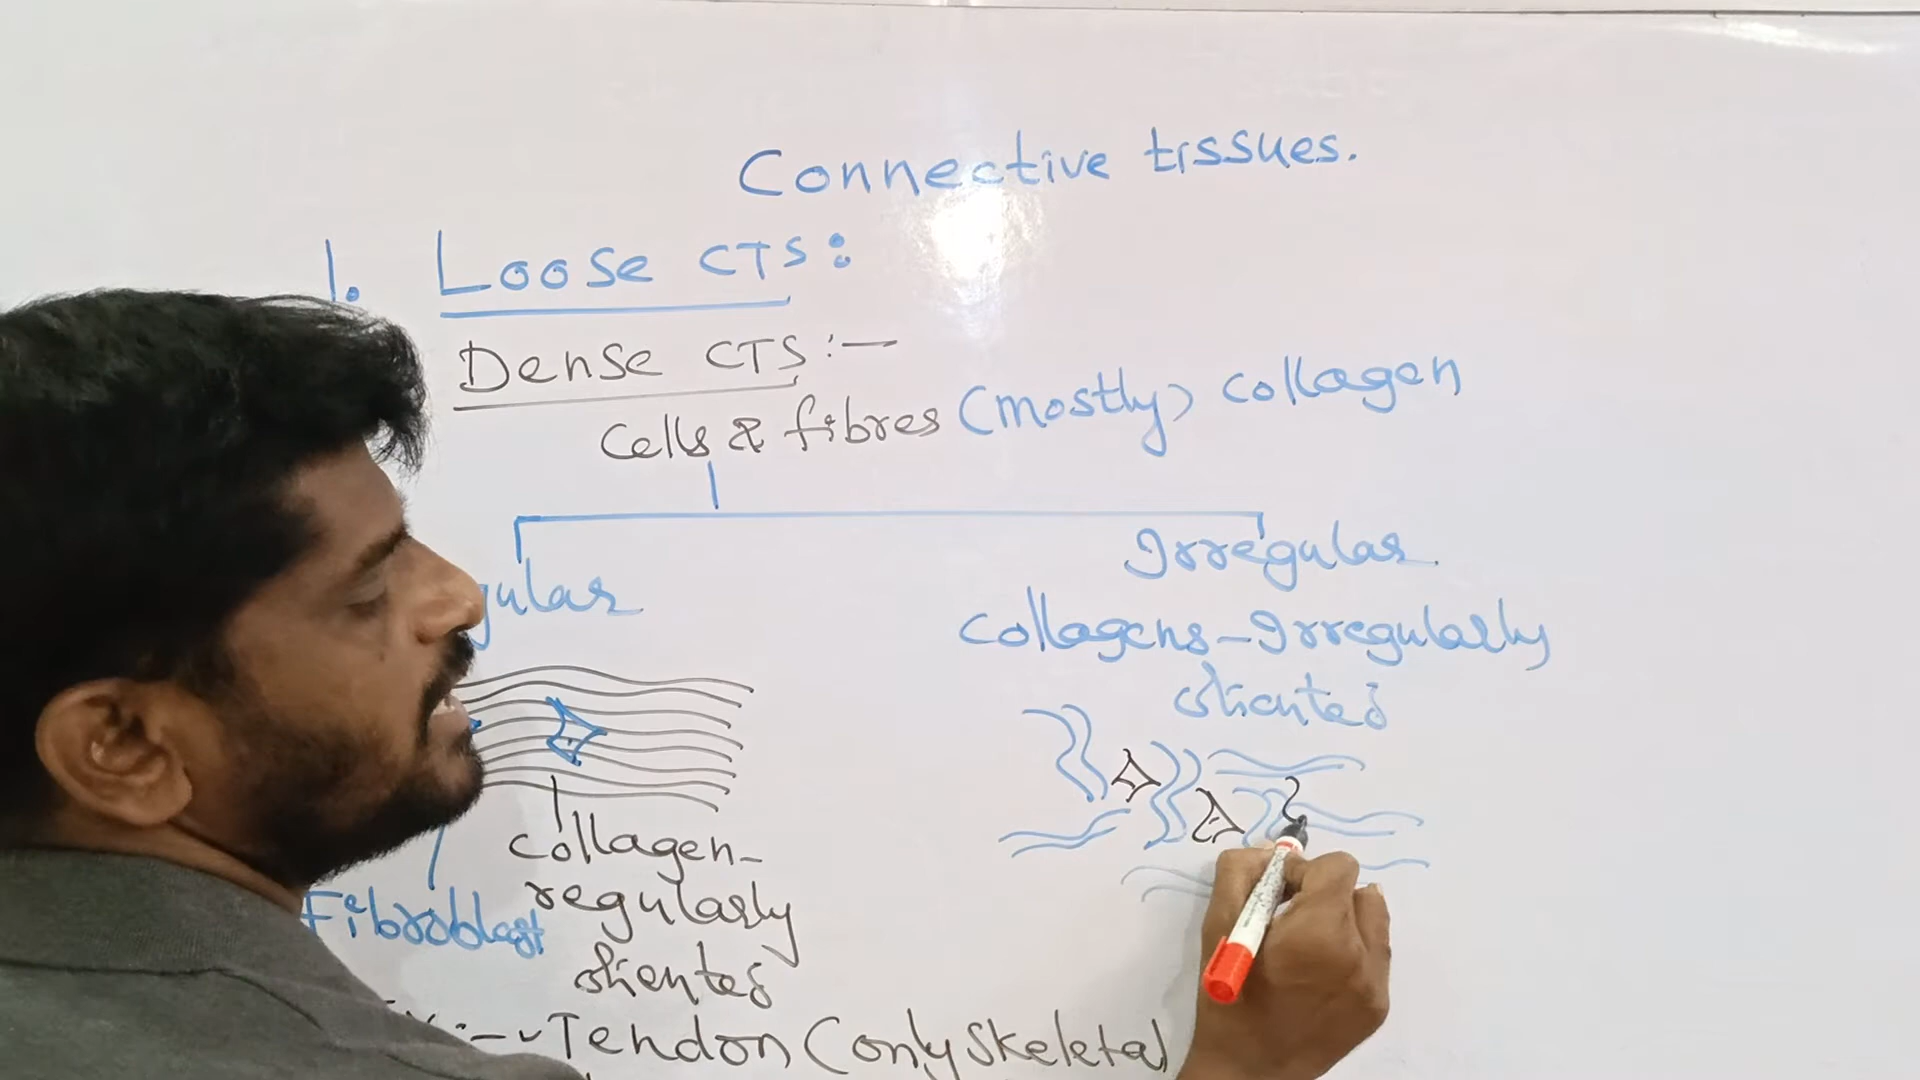 Connective tissues.
1. Loose CTS:
Dense CTS:—
Cells & fibres (mostly) collagen
gular
Irregular
Collagens-Irregularly
oriented
collagen-
regularly
oriented
Fibroblast
Tendon (only skeletal